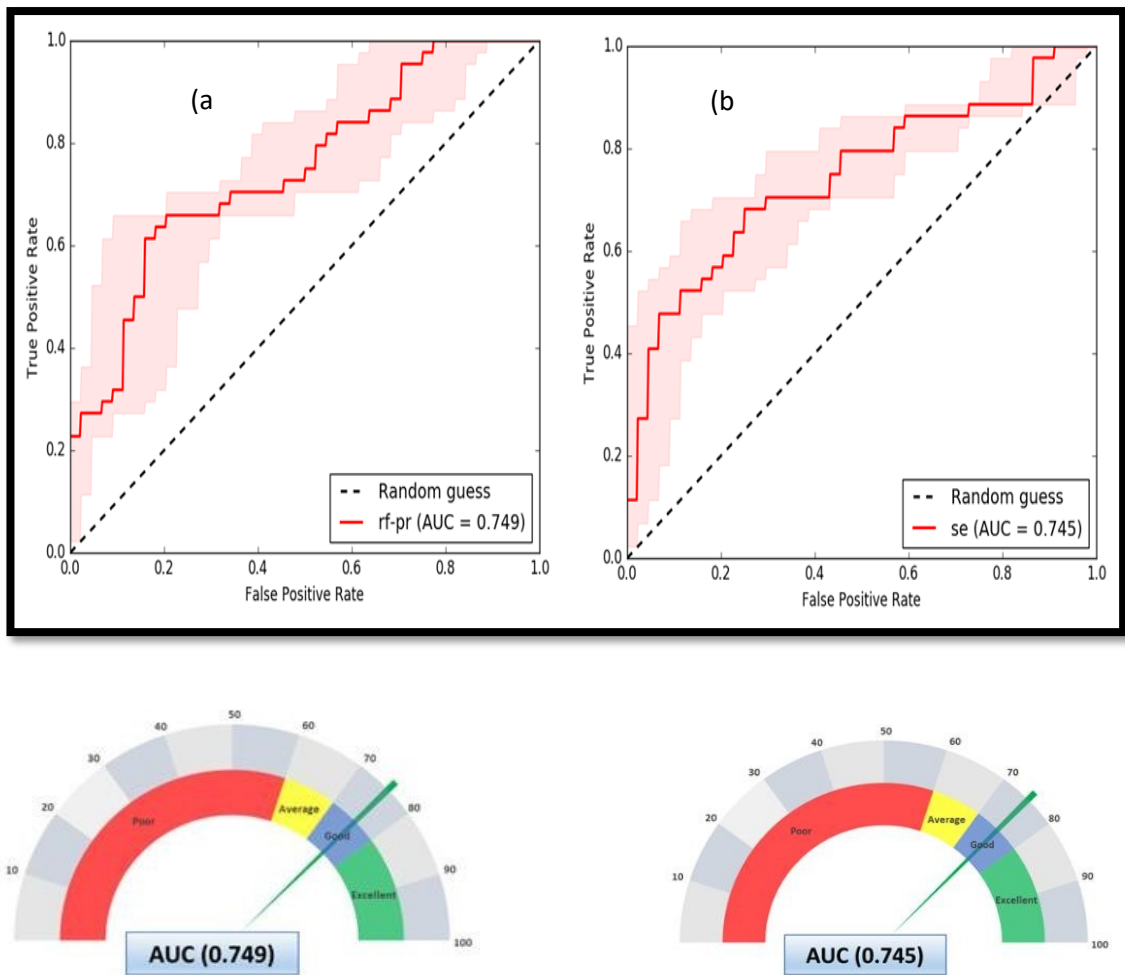 (a
True Positive Rate
1.0
0.8
0.6
0.4
0.2
0.0
Random guess
rf-pr (AUC = 0.749)
0.0 0.2 0.4 0.6 0.8 1.0
False Positive Rate
(b
True Positive Rate
1.0
0.8
0.6
0.4
0.2
0.0
Random guess
se (AUC = 0.745)
0.0 0.2 0.4 0.6 0.8 1.0
False Positive Rate
10
20
30
40
50
60
70
80
90
100
Poor
Average
Good
Excellent
AUC (0.749)
10
20
30
40
50
60
70
80
90
100
Poor
Average
Good
Excellent
AUC (0.745)